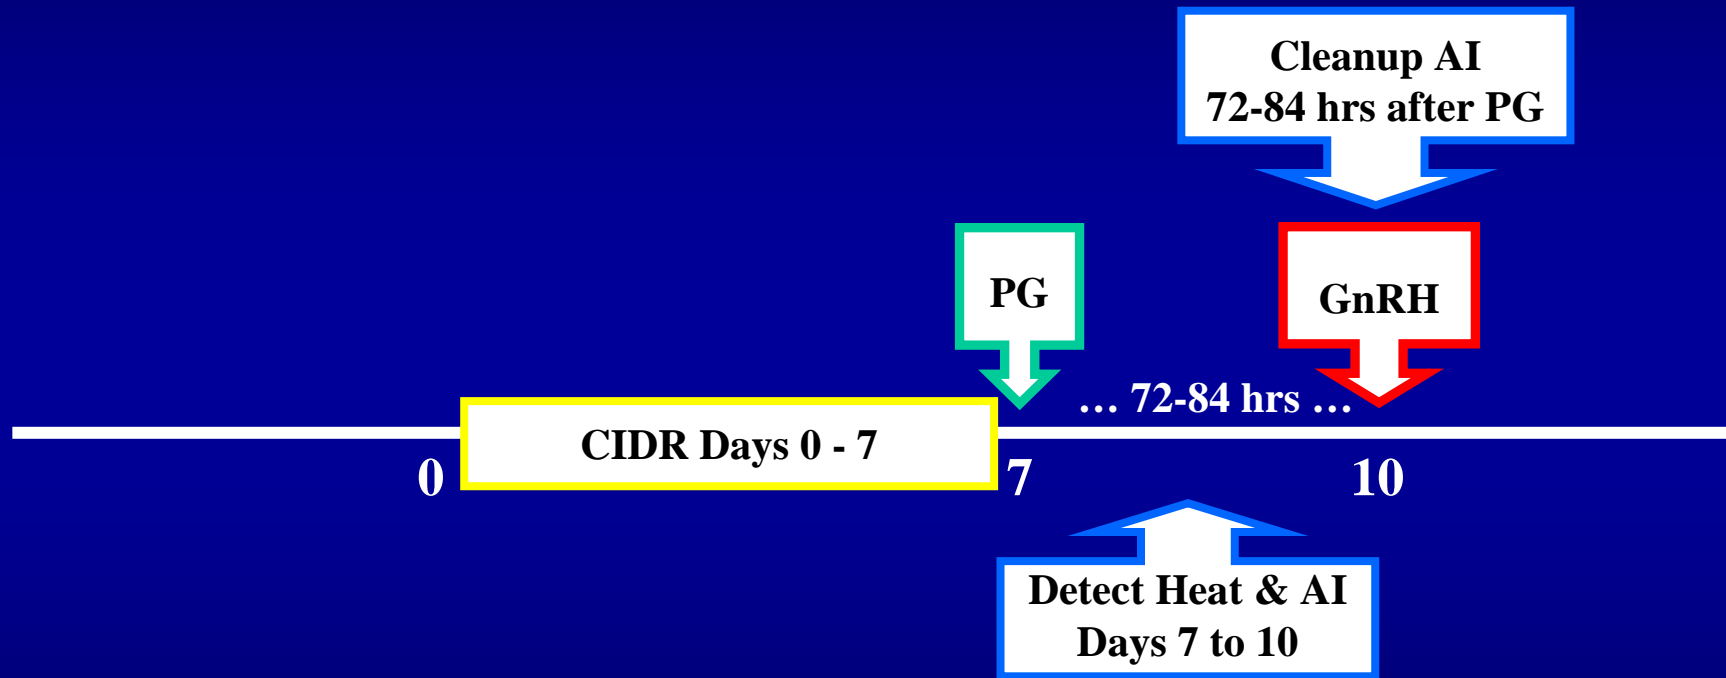 Cleanup AI
72-84 hrs after PG
PG
GnRH
… 72-84 hrs …
CIDR Days 0 - 7
0
7
10
Detect Heat & AI
Days 7 to 10